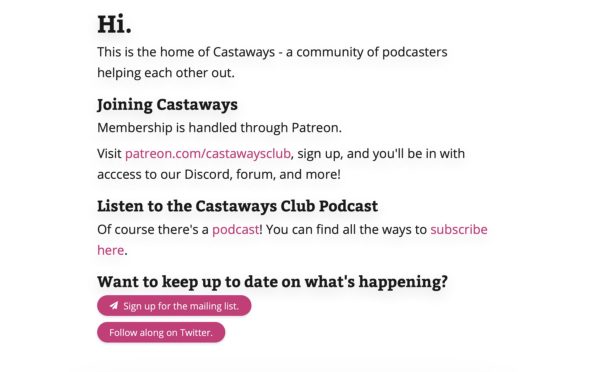 Hi.
This is the home of Castaways - a community of podcasters
helping each other out.
Joining Castaways
Membership is handled through Patreon.
Visit patreon.com/castawaysclub, sign up, and you'll be in with
acccess to our Discord, forum, and more!
Listen to the Castaways Club Podcast
Of course there's a podcast! You can find all the ways to subscribe
here.
Want to keep up to date on what's happening?
Sign up for the mailing list.
Follow along on Twitter.